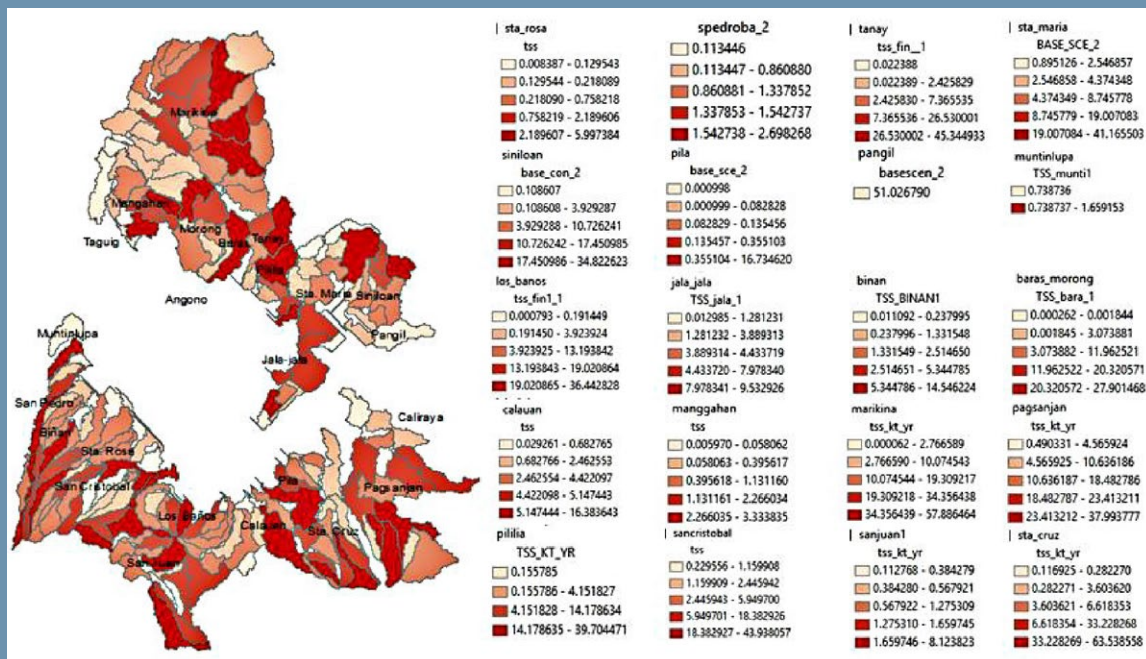 Marikina
Manggaha
Taguig
Morong
Baras
Tanay
Pililla
Angono
Sta. Maria
Siniloan
Pangil
Jala-jala
Muntinlupa
San Pedro
Biñan
Sta. Rosa
San Cristobal
Los Baños
San Juan
Calauan
Pila
Sta. Cruz
Pagsanjan
Caliraya
sta_rosa
tss
0.008387 - 0.129543
0.129544 - 0.218089
0.218090 - 0.758218
0.758219 - 2.189606
2.189607 - 5.997384
spedroba_2
0.113446
0.113447 - 0.860880
0.860881 - 1.337852
1.337853 - 1.542737
1.542738 - 2.698268
tanay
tss_fin__1
0.022388
0.022389 - 2.425829
2.425830 - 7.365535
7.365536 - 26.530001
26.530002 - 45.344933
sta_maria
BASE_SCE_2
0.895126 - 2.546857
2.546858 - 4.374348
4.374349 - 8.745778
8.745779 - 19.007083
19.007084 - 41.165503
siniloan
base_con_2
0.108607
0.108608 - 3.929287
3.929288 - 10.726241
10.726242 - 17.450985
17.450986 - 34.822623
pila
base_sce_2
0.000998
0.000999 - 0.082828
0.082829 - 0.135456
0.135457 - 0.355103
0.355104 - 16.734620
pangil
basescen_2
51.026790
muntinlupa
TSS_munti1
0.738736
0.738737 - 1.659153
los_banos
tss_fin1_1
0.000793 - 0.191449
0.191450 - 3.923924
3.923925 - 13.193842
13.193843 - 19.020864
19.020865 - 36.442828
jala_jala
TSS_jala_1
0.012985 - 1.281231
1.281232 - 3.889313
3.889314 - 4.433719
4.433720 - 7.978340
7.978341 - 9.532926
binan
TSS_BINAN1
0.011092 - 0.237995
0.237996 - 1.331548
1.331549 - 2.514650
2.514651 - 5.344785
5.344786 - 14.546224
baras_morong
TSS_bara_1
0.000262 - 0.001844
0.001845 - 3.073881
3.073882 - 11.962521
11.962522 - 20.320571
20.320572 - 27.901468
calauan
tss
0.029261 - 0.682765
0.682766 - 2.462553
2.462554 - 4.422097
4.422098 - 5.147443
5.147444 - 16.383643
manggahan
tss
0.005970 - 0.058062
0.058063 - 0.395617
0.395618 - 1.131160
1.131161 - 2.266034
2.266035 - 3.333835
marikina
tss_kt_yr
0.000062 - 2.766589
2.766590 - 10.074543
10.074544 - 19.309217
19.309218 - 34.356438
34.356439 - 57.886464
pagsanjan
tss_kt_yr
0.490331 - 4.565924
4.565925 - 10.636186
10.636187 - 18.482786
18.482787 - 23.413211
23.413212 - 37.993777
pililia
TSS_KT_YR
0.155785
0.155786 - 4.151827
4.151828 - 14.178634
14.178635 - 39.704471
sancristobal
tss
0.229556 - 1.159908
1.159909 - 2.445942
2.445943 - 5.949700
5.949701 - 18.382926
18.382927 - 43.938057
sanjuan1
tss_kt_yr
0.112768 - 0.384279
0.384280 - 0.567921
0.567922 - 1.275309
1.275310 - 1.659745
1.659746 - 8.123823
sta_cruz
tss_kt_yr
0.116925 - 0.282270
0.282271 - 3.603620
3.603621 - 6.618353
6.618354 - 33.228268
33.228269 - 63.538558